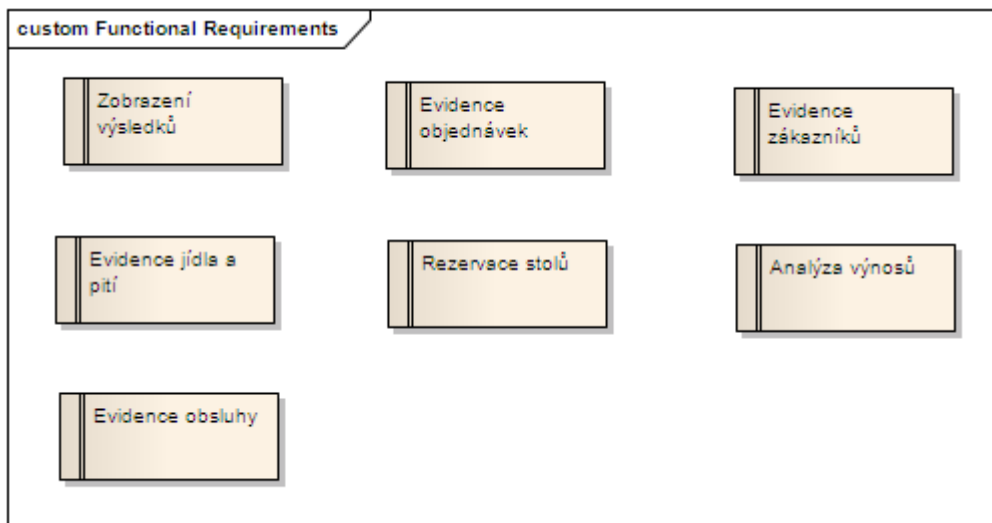 custom Functional Requirements
Zobrazení
výsledků
Evidence
objednávek
Evidence
zákazníků
Evidence jídla a
pití
Rezervace stolů
Analýza výnosů
Evidence obsluhy